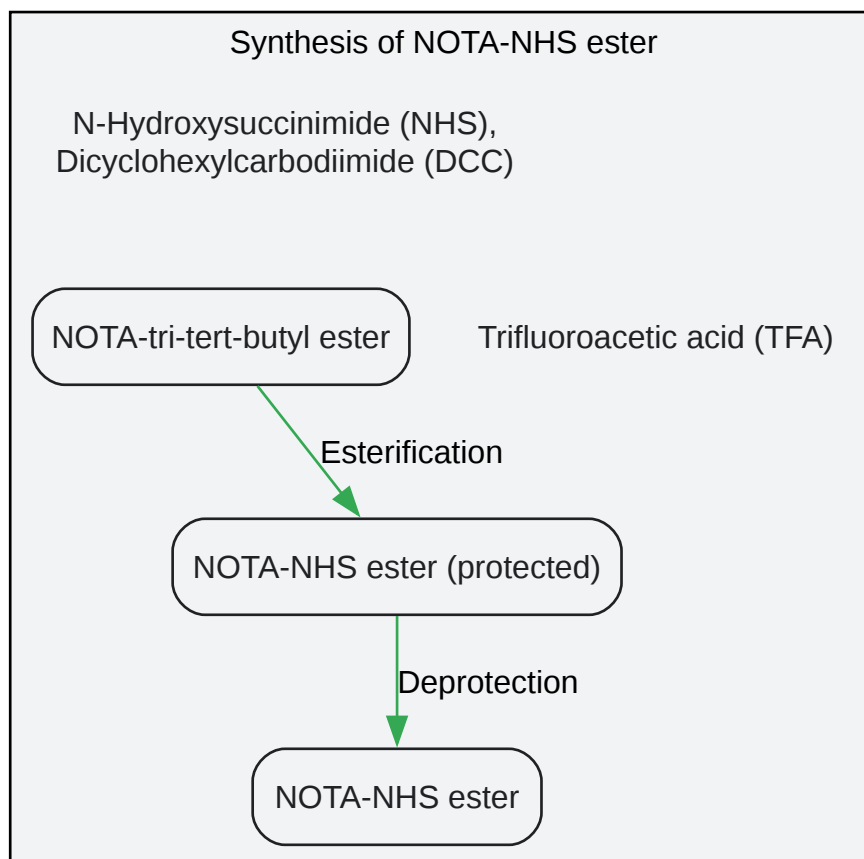 Synthesis of NOTA-NHS ester
N-Hydroxysuccinimide (NHS),
Dicyclohexylcarbodiimide (DCC)
NOTA-tri-tert-butyl ester
Trifluoroacetic acid (TFA)
Esterification
NOTA-NHS ester (protected)
Deprotection
NOTA-NHS ester